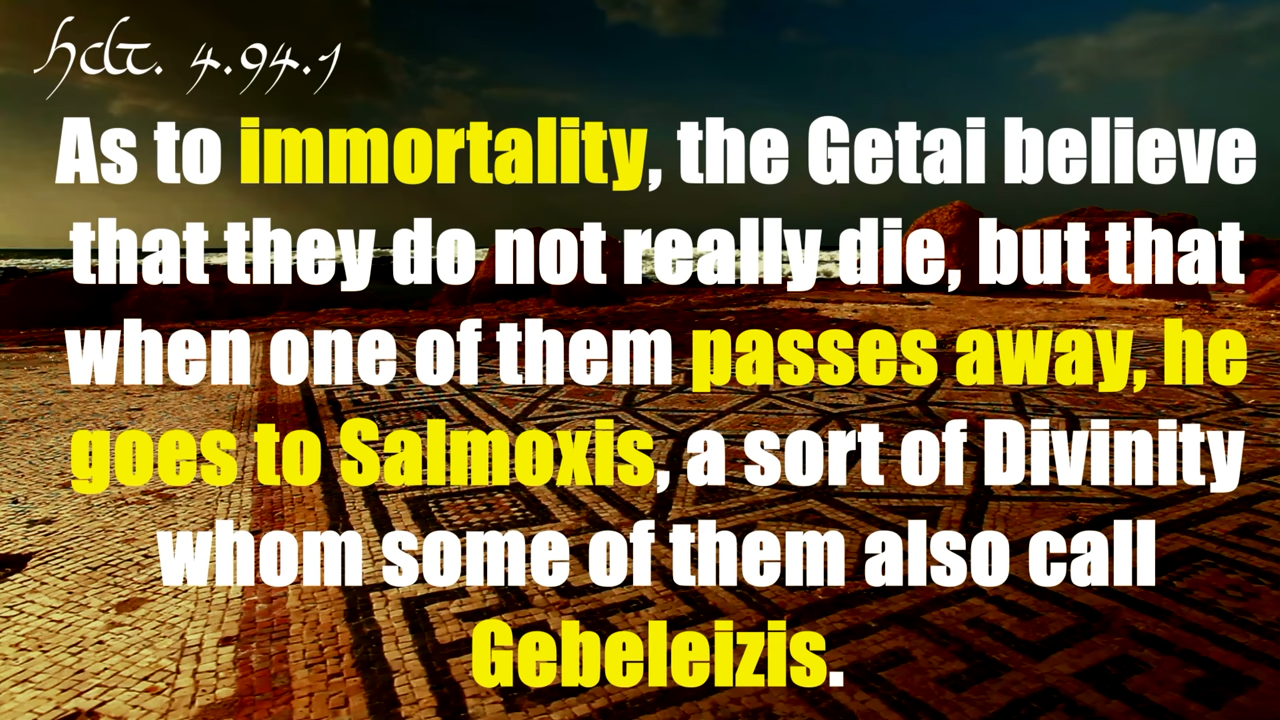 hdt. 4.94.1
As to immortality, the Getai believe
that they do not really die, but that
when one of them passes away, he
goes to Salmoxis, a sort of Divinity
whom some of them also call
Gebeleizis.